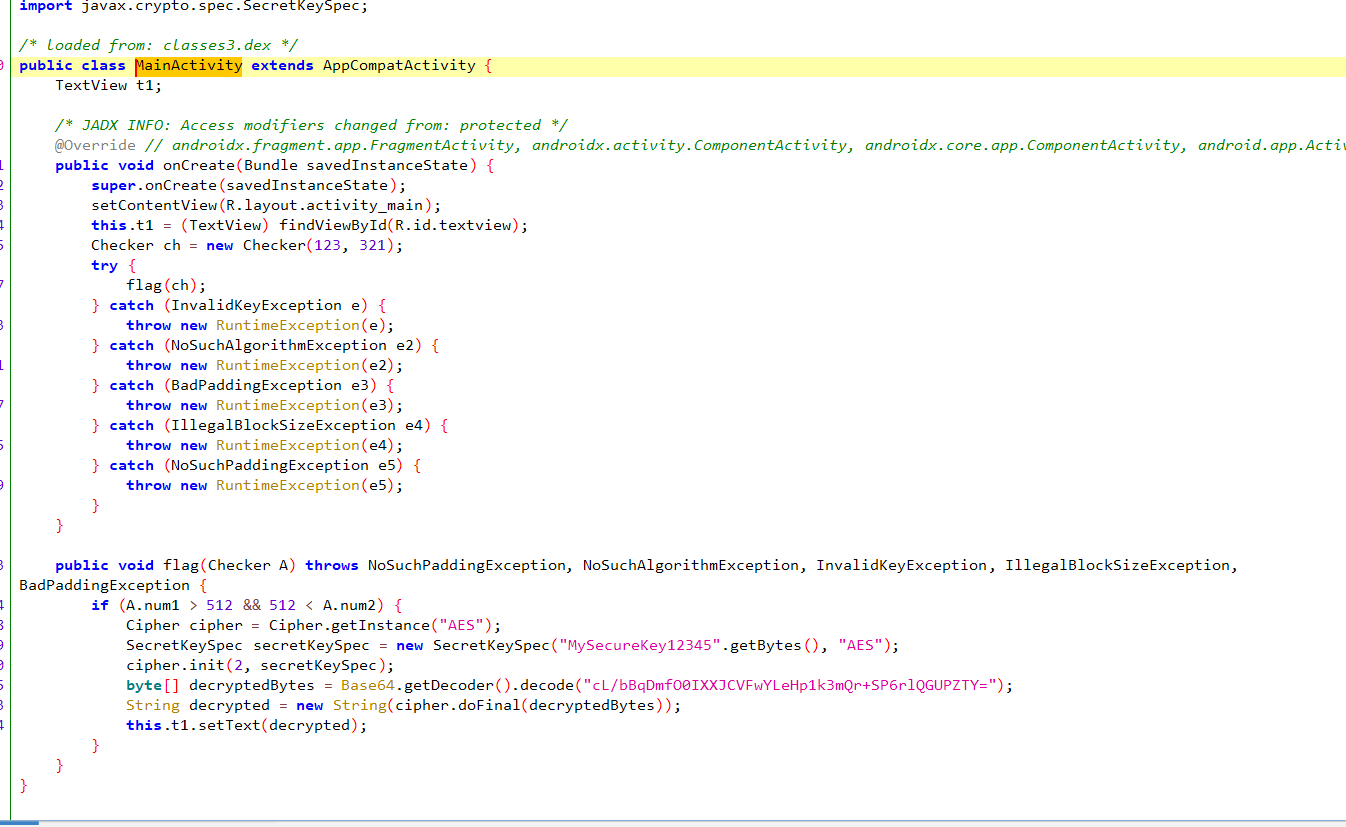 import javax.crypto.spec.SecretKeySpec;
/* loaded from: classes3.dex */
public class MainActivity extends AppCompatActivity {
    TextView t1;
    /* JADX INFO: Access modifiers changed from: protected */
    @Override // androidx.fragment.app.FragmentActivity, androidx.activity.ComponentActivity, androidx.core.app.ComponentActivity, android.app.Activ
    public void onCreate(Bundle savedInstanceState) {
        super.onCreate(savedInstanceState);
        setContentView(R.layout.activity_main);
        this.t1 = (TextView) findViewById(R.id.textview);
        Checker ch = new Checker(123, 321);
        try {
            flag(ch);
        } catch (InvalidKeyException e) {
            throw new RuntimeException(e);
        } catch (NoSuchAlgorithmException e2) {
            throw new RuntimeException(e2);
        } catch (BadPaddingException e3) {
            throw new RuntimeException(e3);
        } catch (IllegalBlockSizeException e4) {
            throw new RuntimeException(e4);
        } catch (NoSuchPaddingException e5) {
            throw new RuntimeException(e5);
        }
    }
    public void flag(Checker A) throws NoSuchPaddingException, NoSuchAlgorithmException, InvalidKeyException, IllegalBlockSizeException,
BadPaddingException {
        if (A.num1 > 512 && 512 < A.num2) {
            Cipher cipher = Cipher.getInstance("AES");
            SecretKeySpec secretKeySpec = new SecretKeySpec("MySecureKey12345".getBytes(), "AES");
            cipher.init(2, secretKeySpec);
            byte[] decryptedBytes = Base64.getDecoder().decode("cL/bBqDmfO0IXXJCVFwYLeHp1k3mQr+SP6rlQGUPZTY=");
            String decrypted = new String(cipher.doFinal(decryptedBytes));
            this.t1.setText(decrypted);
        }
    }
}